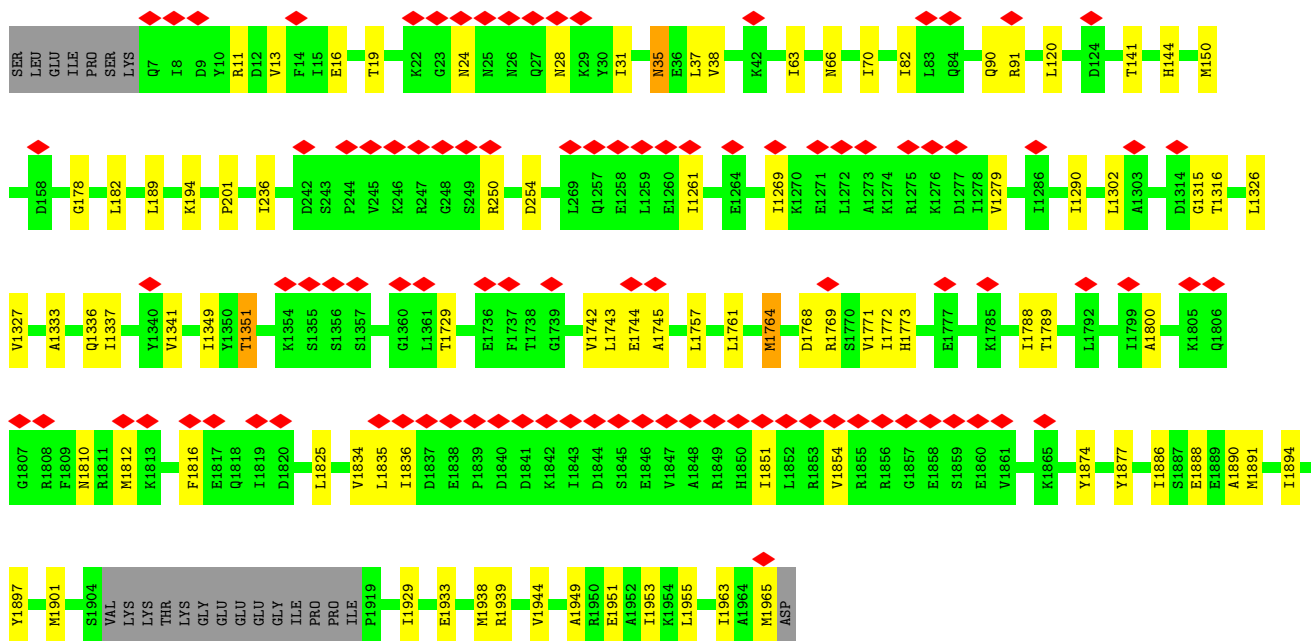 SER LEU GLU ILE PRO SER LYS Q7 I8 D9 Y10 R11 D12 V13 F14 I15 E16 T19 K22 G23 N24 N25 N26 Q27 N28 K29 Y30 I31 N35 E36 L37 V38 K42 I63 N66 I70 I82 L83 Q84 Q90 R91 L120 D124 T141 H144 M150
D158 G178 L182 L189 K194 P201 I236 D242 S243 P244 V245 K246 R247 G248 S249 R250 D254 L269 Q1257 E1258 L1259 E1260 I1261 E1264 I1269 K1270 E1271 L1272 A1273 K1274 R1275 K1276 D1277 I1278 V1279 I1286 I1290 L1302 A1303 D1314 G1315 T1316 L1326
V1327 A1333 Q1336 I1337 Y1340 V1341 I1349 Y1350 T1351 K1354 S1355 S1356 S1357 G1360 L1361 T1729 E1736 F1737 T1738 G1739 V1742 L1743 E1744 A1745 L1757 L1761 M1764 D1768 R1769 S1770 V1771 I1772 H1773 E1777 K1785 I1788 T1789 L1792 I1799 A1800 K1805 Q1806
G1807 R1808 F1809 N1810 R1811 M1812 K1813 F1816 E1817 Q1818 I1819 D1820 L1825 V1834 L1835 I1836 D1837 E1838 P1839 D1840 D1841 K1842 I1843 D1844 S1845 E1846 V1847 A1848 R1849 H1850 I1851 L1852 R1853 V1854 R1855 R1856 G1857 E1858 S1859 E1860 V1861 K1865 Y1874 Y1877 I1886 S1887 E1888 E1889 A1890 M1891 I1894
Y1897 M1901 S1904 VAL LYS LYS THR LYS GLY GLU GLU GLU GLY ILE PRO PRO ILE P1919 I1929 E1933 M1938 R1939 V1944 A1949 R1950 E1951 A1952 I1953 K1954 L1955 I1963 A1964 M1965 ASP